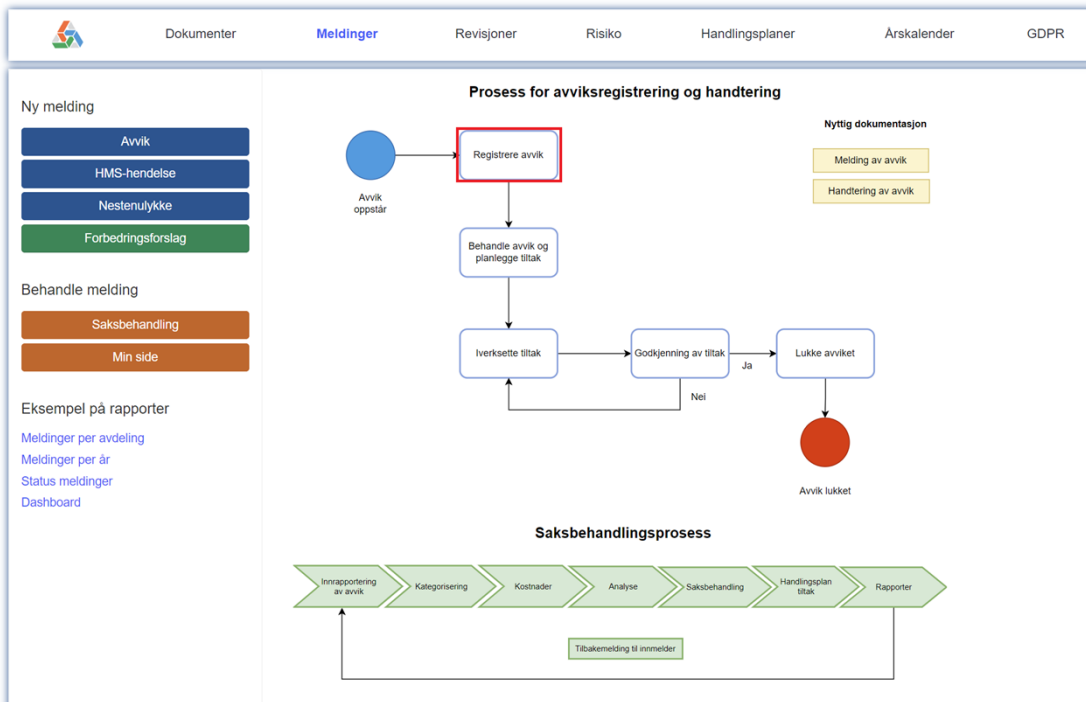 Dokumenter
Meldinger
Revisjoner
Risiko
Handlingsplaner
Årskalender
GDPR
Ny melding
Avvik
HMS-hendelse
Nestenulykke
Forbedringsforslag
Behandle melding
Saksbehandling
Min side
Eksempel på rapporter
Meldinger per avdeling
Meldinger per år
Status meldinger
Dashboard
Prosess for avviksregistrering og handtering
Avvik
oppstår
Registrere avvik
Nyttig dokumentasjon
Melding av avvik
Handtering av avvik
Behandle avvik og
planlegge tiltak
Iverksette tiltak
Godkjenning av tiltak
Ja
Lukke avviket
Nei
Avvik lukket
Saksbehandlingsprosess
Innrapportering
av avvik
Kategorisering
Kostnader
Analyse
Saksbehandling
Handlingsplan
tiltak
Rapporter
Tilbakemelding til innmelder